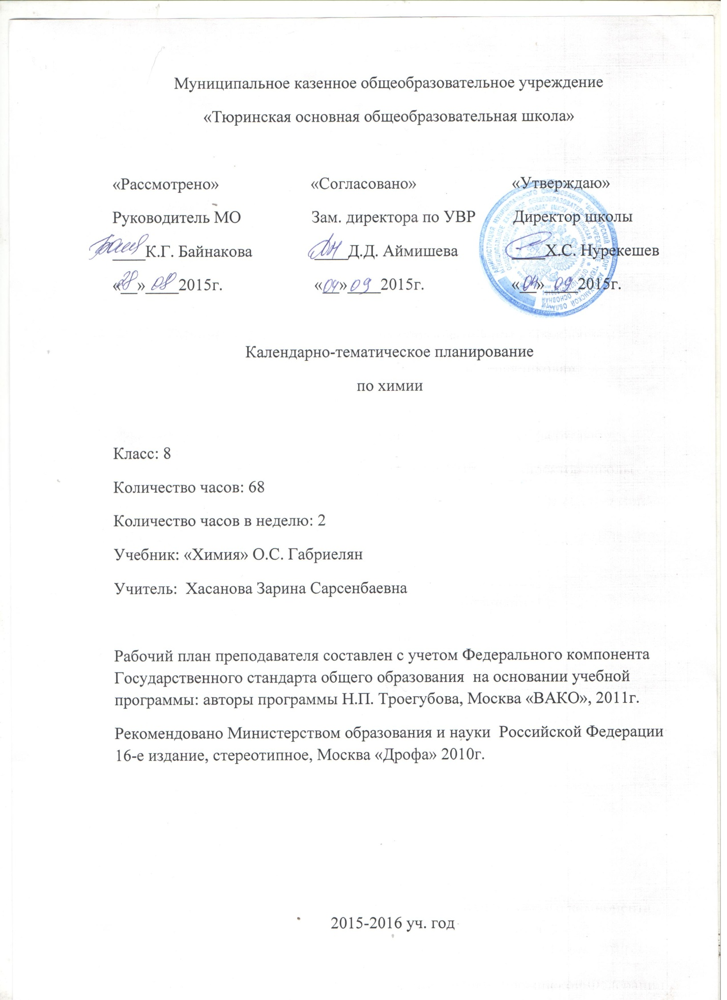 Муниципальное казенное общеобразовательное учреждение
«Тюринская основная общеобразовательная школа»
«Рассмотрено» «Согласовано» «Утверждаю»
Руководитель МО Зам. директора по УВР Директор школы
____К.Г. Байнакова ____Д.Д. Аймишева ____Х.С. Нурекешев
«28» 08 2015г. «04» 09 2015г. «04» 09 2015г.
Календарно-тематическое планирование
по химии
Класс: 8
Количество часов: 68
Количество часов в неделю: 2
Учебник: «Химия» О.С. Габриелян
Учитель: Хасанова Зарина Сарсенбаевна
Рабочий план преподавателя составлен с учетом Федерального компонента
Государственного стандарта общего образования на основании учебной
программы: авторы программы Н.П. Троегубова, Москва «ВАКО», 2011г.
Рекомендовано Министерством образования и науки Российской Федерации
16-е издание, стереотипное, Москва «Дрофа» 2010г.
2015-2016 уч. год